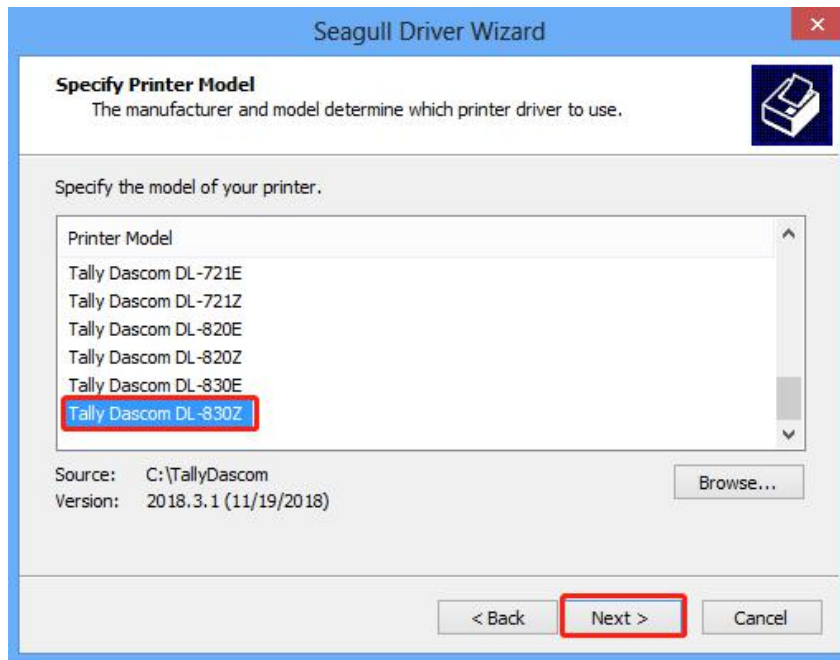 Seagull Driver Wizard
Specify Printer Model
The manufacturer and model determine which printer driver to use.
Specify the model of your printer.
Printer Model
Tally Dascom DL-721E
Tally Dascom DL-721Z
Tally Dascom DL-820E
Tally Dascom DL-820Z
Tally Dascom DL-830E
Tally Dascom DL-830Z
Source: C:\TallyDascom
Browse...
Version: 2018.3.1 (11/19/2018)
< Back Next > Cancel